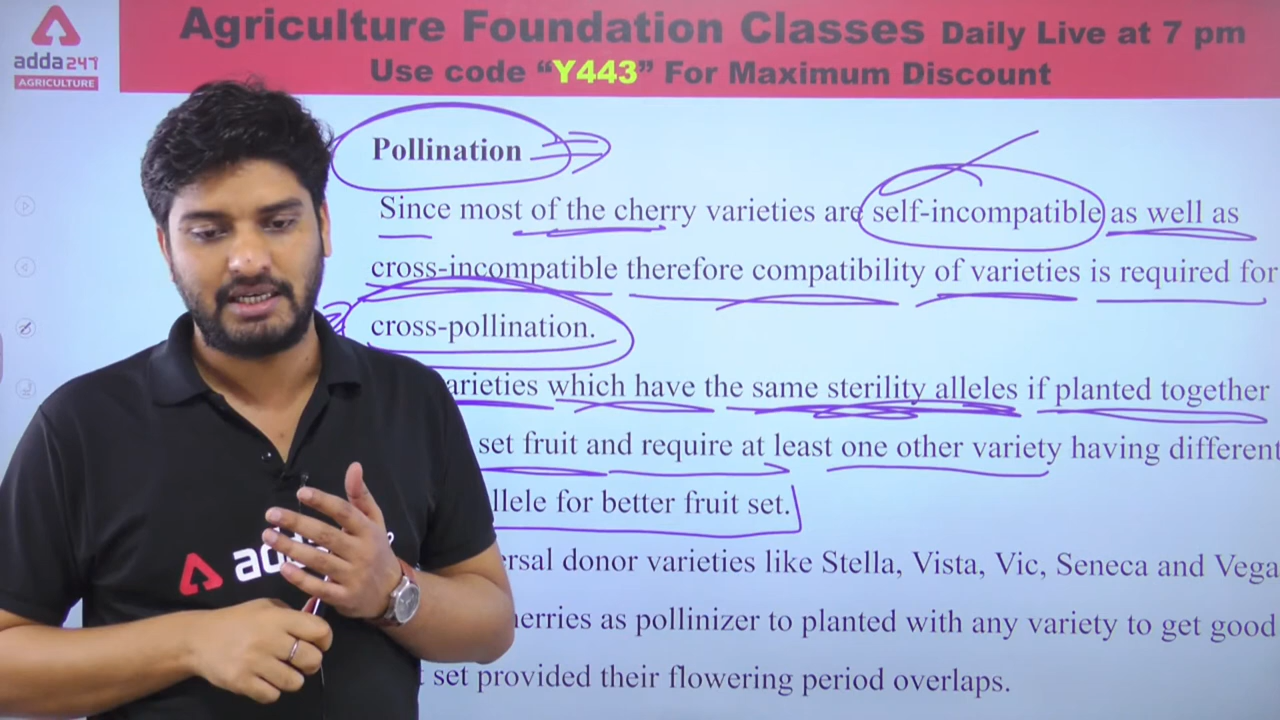 Agriculture Foundation Classes Daily Live at 7 pm
Use code “Y443” For Maximum Discount
adda247
AGRICULTURE
Pollination
Since most of the cherry varieties are self-incompatible as well as
cross-incompatible therefore compatibility of varieties is required for
cross-pollination.
which have the same sterility alleles if planted together
set fruit and require at least one other variety having different
for better fruit set.
donor varieties like Stella, Vista, Vic, Seneca and Vega
as pollinizer to planted with any variety to get good
set provided their flowering period overlaps.